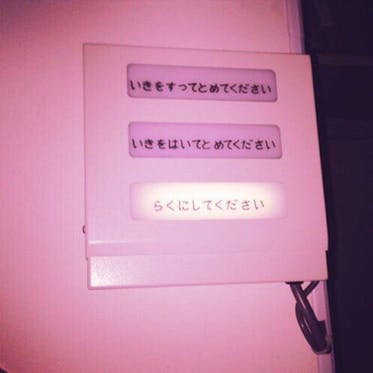 いきをすってとめてください
いきをはいてとめてください
らくにしてください